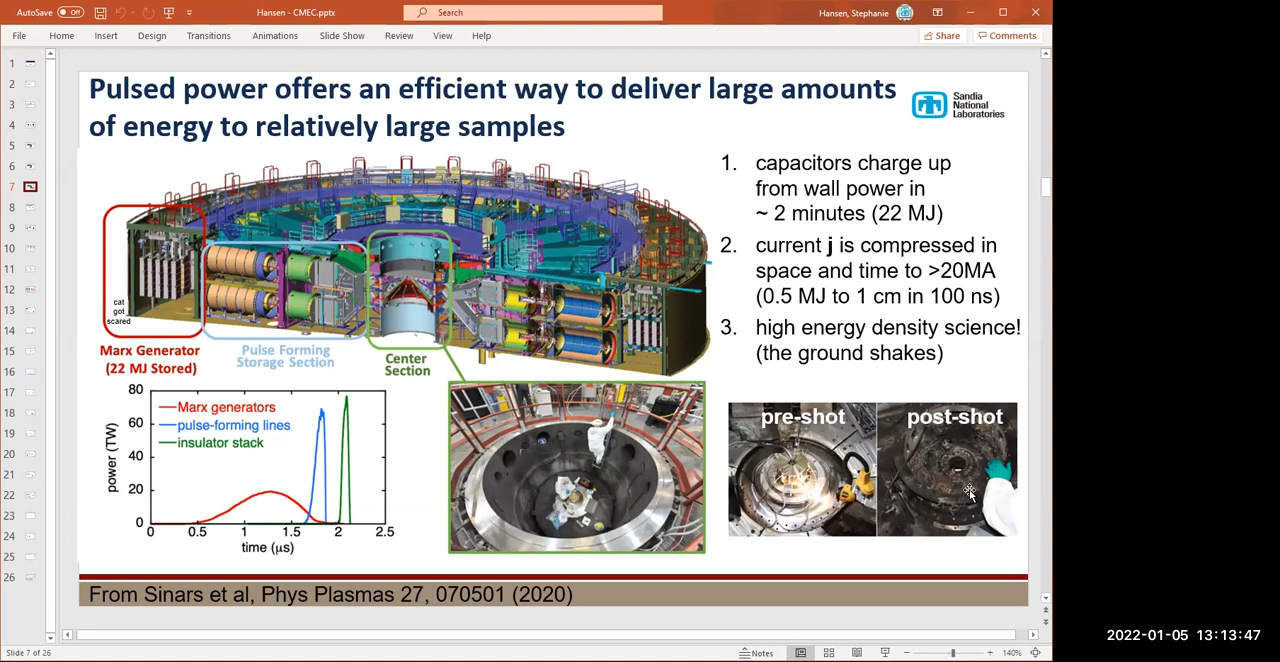 AutoSave Off
Hansen - CMEC.pptx
Search
Hansen, Stephanie
File Home Insert Design Transitions Animations Slide Show Review View Help
Share Comments
1
2
3
4
5
6
7
8
9
10
11
12
13
14
15
16
17
18
19
20
21
22
23
24
25
26
Pulsed power offers an efficient way to deliver large amounts
of energy to relatively large samples
Sandia
National
Laboratories
cat
got
scared
Marx Generator
(22 MJ Stored)
Pulse Forming
Storage Section
Center
Section
1. capacitors charge up
from wall power in
~ 2 minutes (22 MJ)
2. current j is compressed in
space and time to >20MA
(0.5 MJ to 1 cm in 100 ns)
3. high energy density science!
(the ground shakes)
80
60
40
20
0
power (TW)
Marx generators
pulse-forming lines
insulator stack
0 0.5 1 1.5 2 2.5
time (μs)
pre-shot
post-shot
From Sinars et al, Phys Plasmas 27, 070501 (2020)
Slide 7 of 26
Notes
140%
2022-01-05 13:13:47